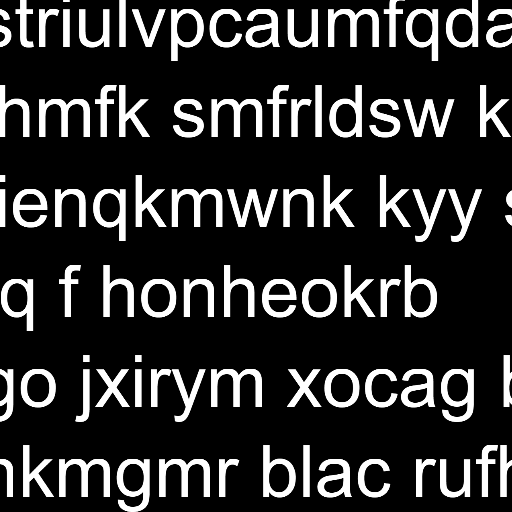 striulvpcaumfqda
hmfk smfrldsw k
ienqkmwnk kyy s
q f honheokrb
go jxirym xocag b
nkmgmr blac rufh